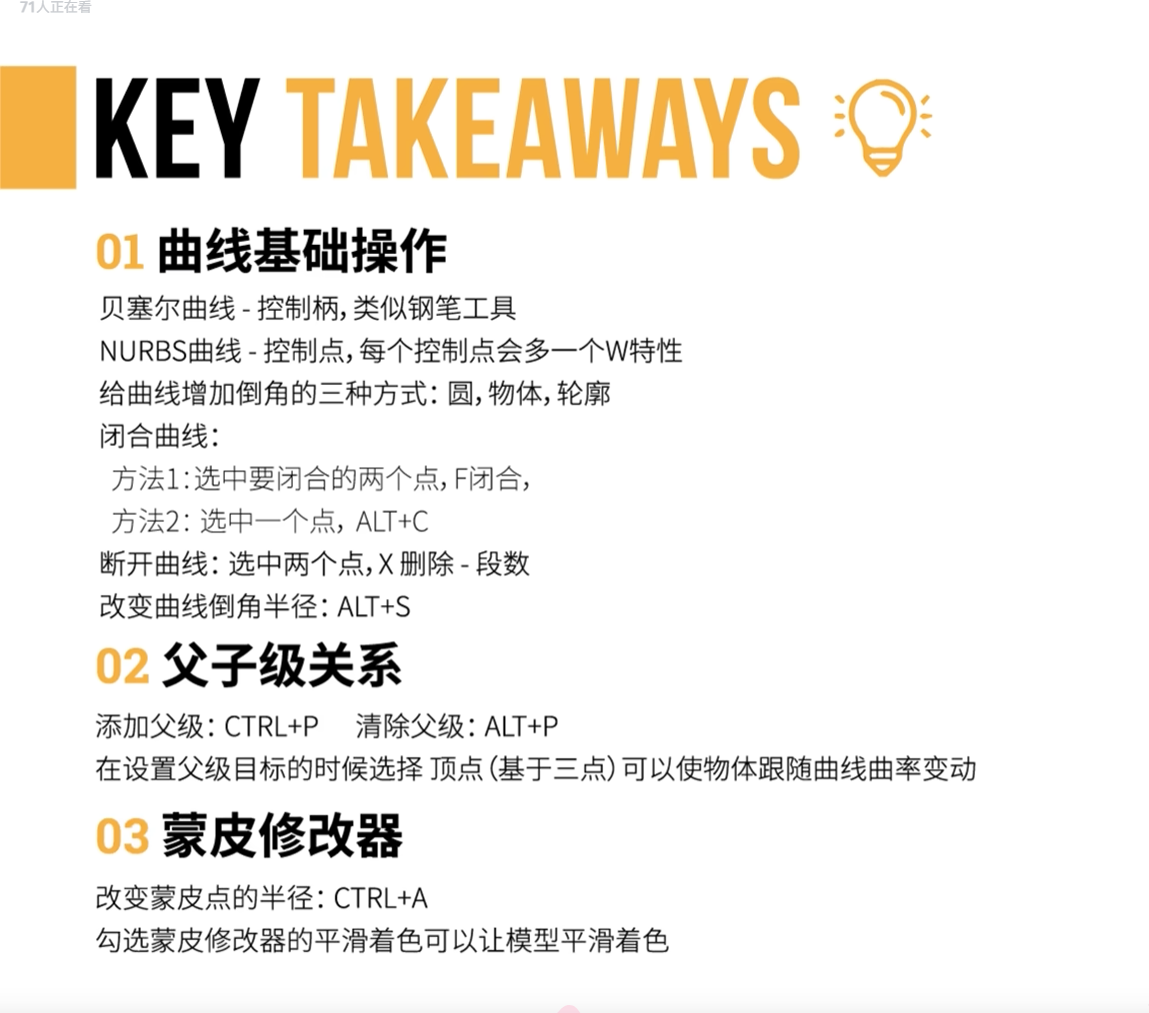 71人正在看
KEY TAKEAWAYS
01 曲线基础操作
贝塞尔曲线 - 控制柄，类似钢笔工具
NURBS曲线 - 控制点，每个控制点会多一个W特性
给曲线增加倒角的三种方式：圆，物体，轮廓
闭合曲线：
方法1：选中要闭合的两个点，F闭合，
方法2：选中一个点，ALT+C
断开曲线：选中两个点，X 删除 - 段数
改变曲线倒角半径：ALT+S
02 父子级关系
添加父级：CTRL+P 清除父级：ALT+P
在设置父级目标的时候选择 顶点（基于三点）可以使物体跟随曲线曲率变动
03 蒙皮修改器
改变蒙皮点的半径：CTRL+A
勾选蒙皮修改器的平滑着色可以让模型平滑着色